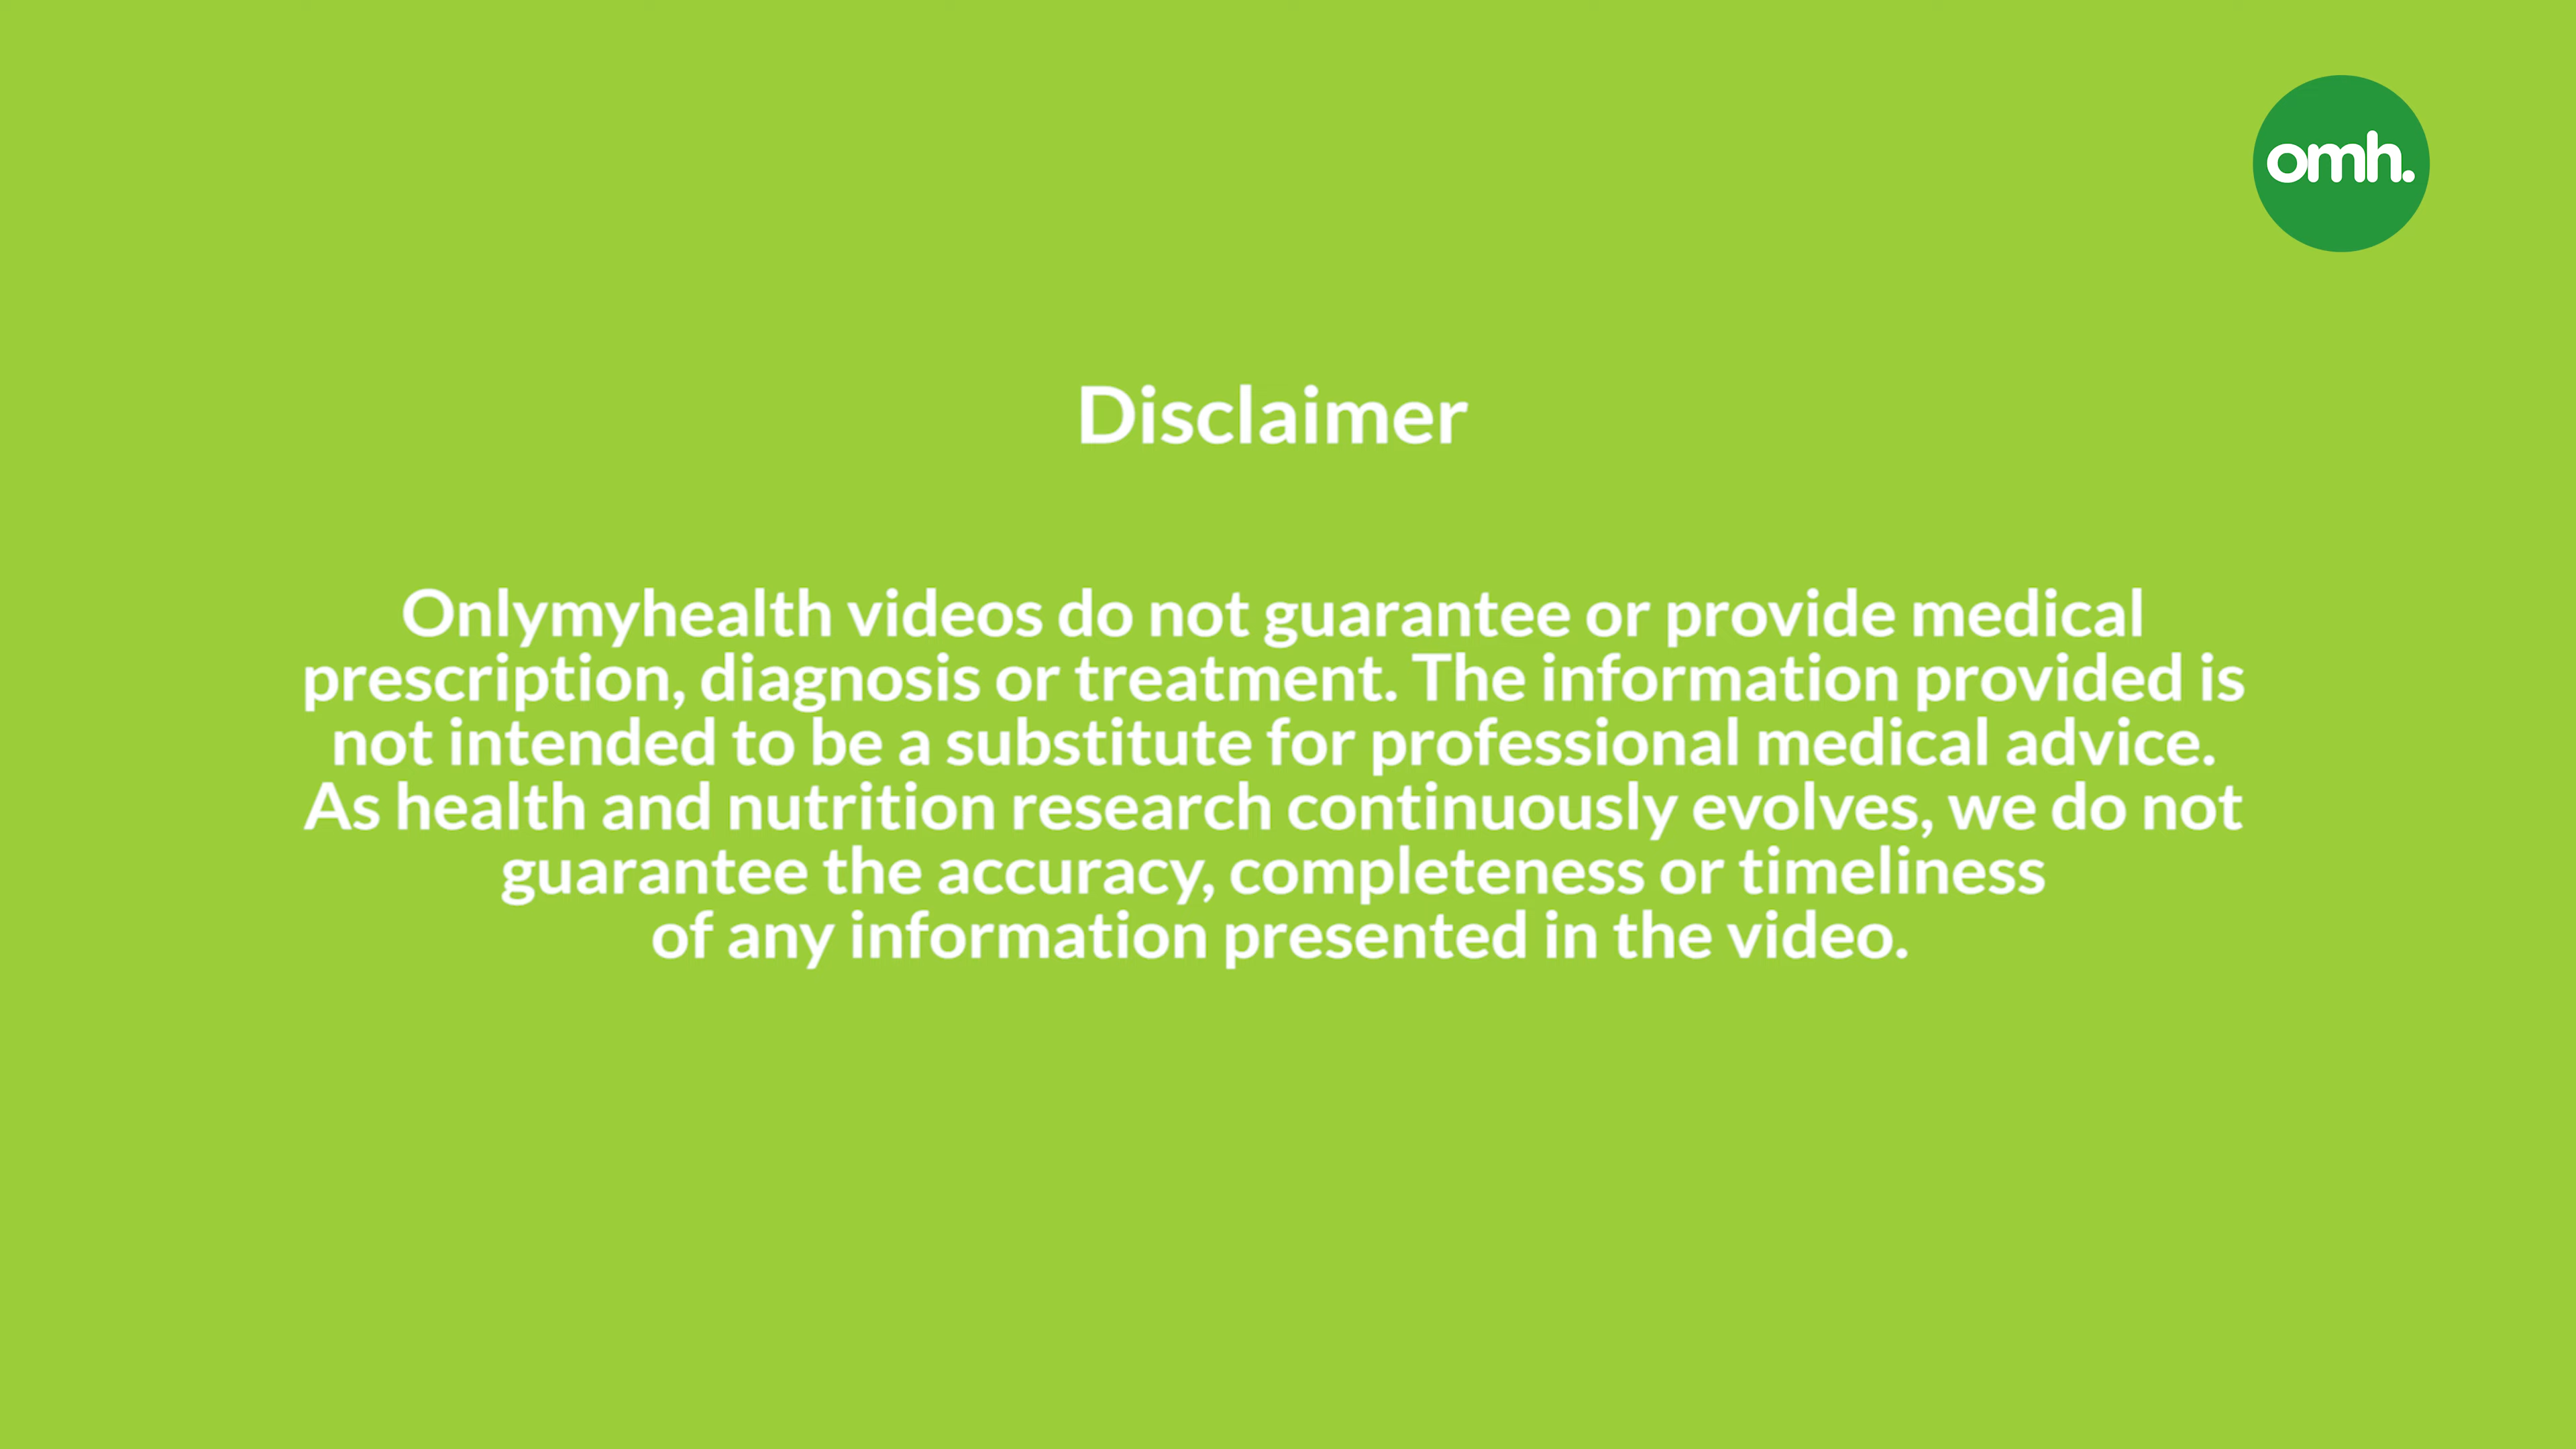 omh.
Disclaimer
Onlymyhealth videos do not guarantee or provide medical
prescription, diagnosis or treatment. The information provided is
not intended to be a substitute for professional medical advice.
As health and nutrition research continuously evolves, we do not
guarantee the accuracy, completeness or timeliness
of any information presented in the video.